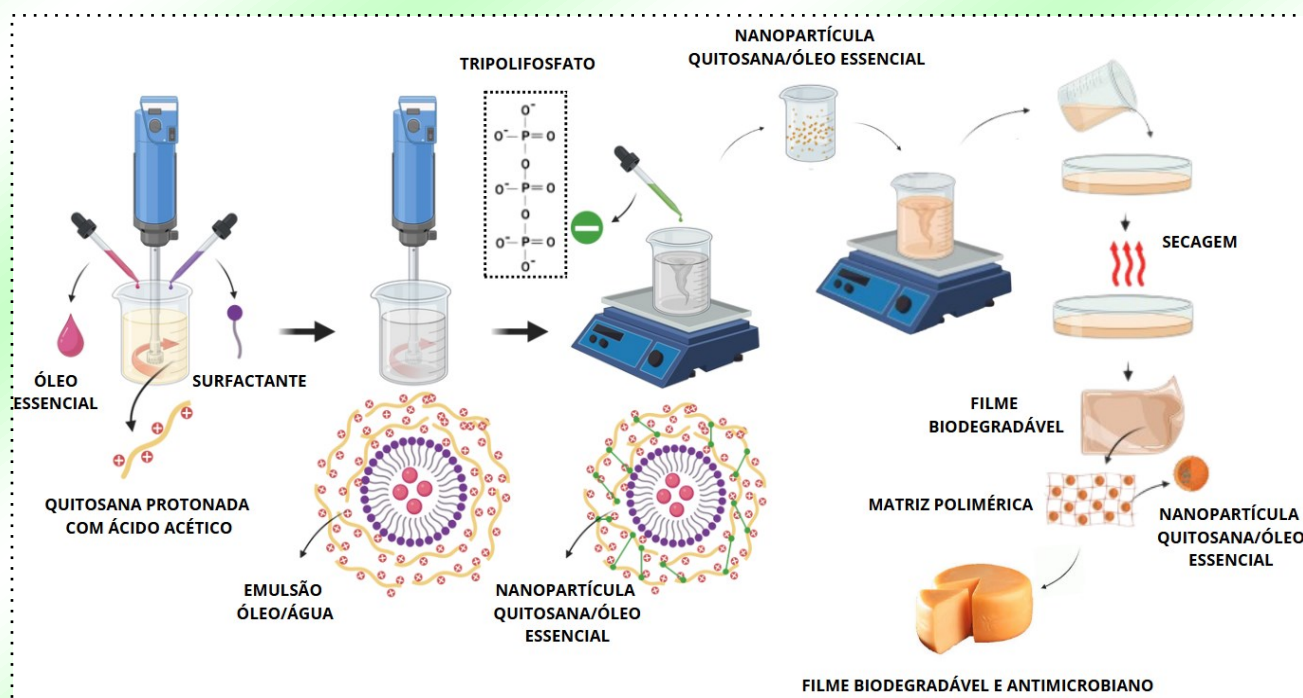 NANOPARTÍCULA
QUITOSANA/ÓLEO ESSENCIAL
TRIPOLIFOSFATO
O⁻
O⁻—P=O
O
O⁻—P=O
O
O⁻—P=O
O⁻
SECAGEM
ÓLEO
ESSENCIAL
SURFACTANTE
QUITOSANA PROTONADA
COM ÁCIDO ACÉTICO
EMULSÃO
ÓLEO/ÁGUA
NANOPARTÍCULA
QUITOSANA/ÓLEO
ESSENCIAL
FILME
BIODEGRADÁVEL
MATRIZ POLIMÉRICA
NANOPARTÍCULA
QUITOSANA/ÓLEO
ESSENCIAL
FILME BIODEGRADÁVEL E ANTIMICROBIANO